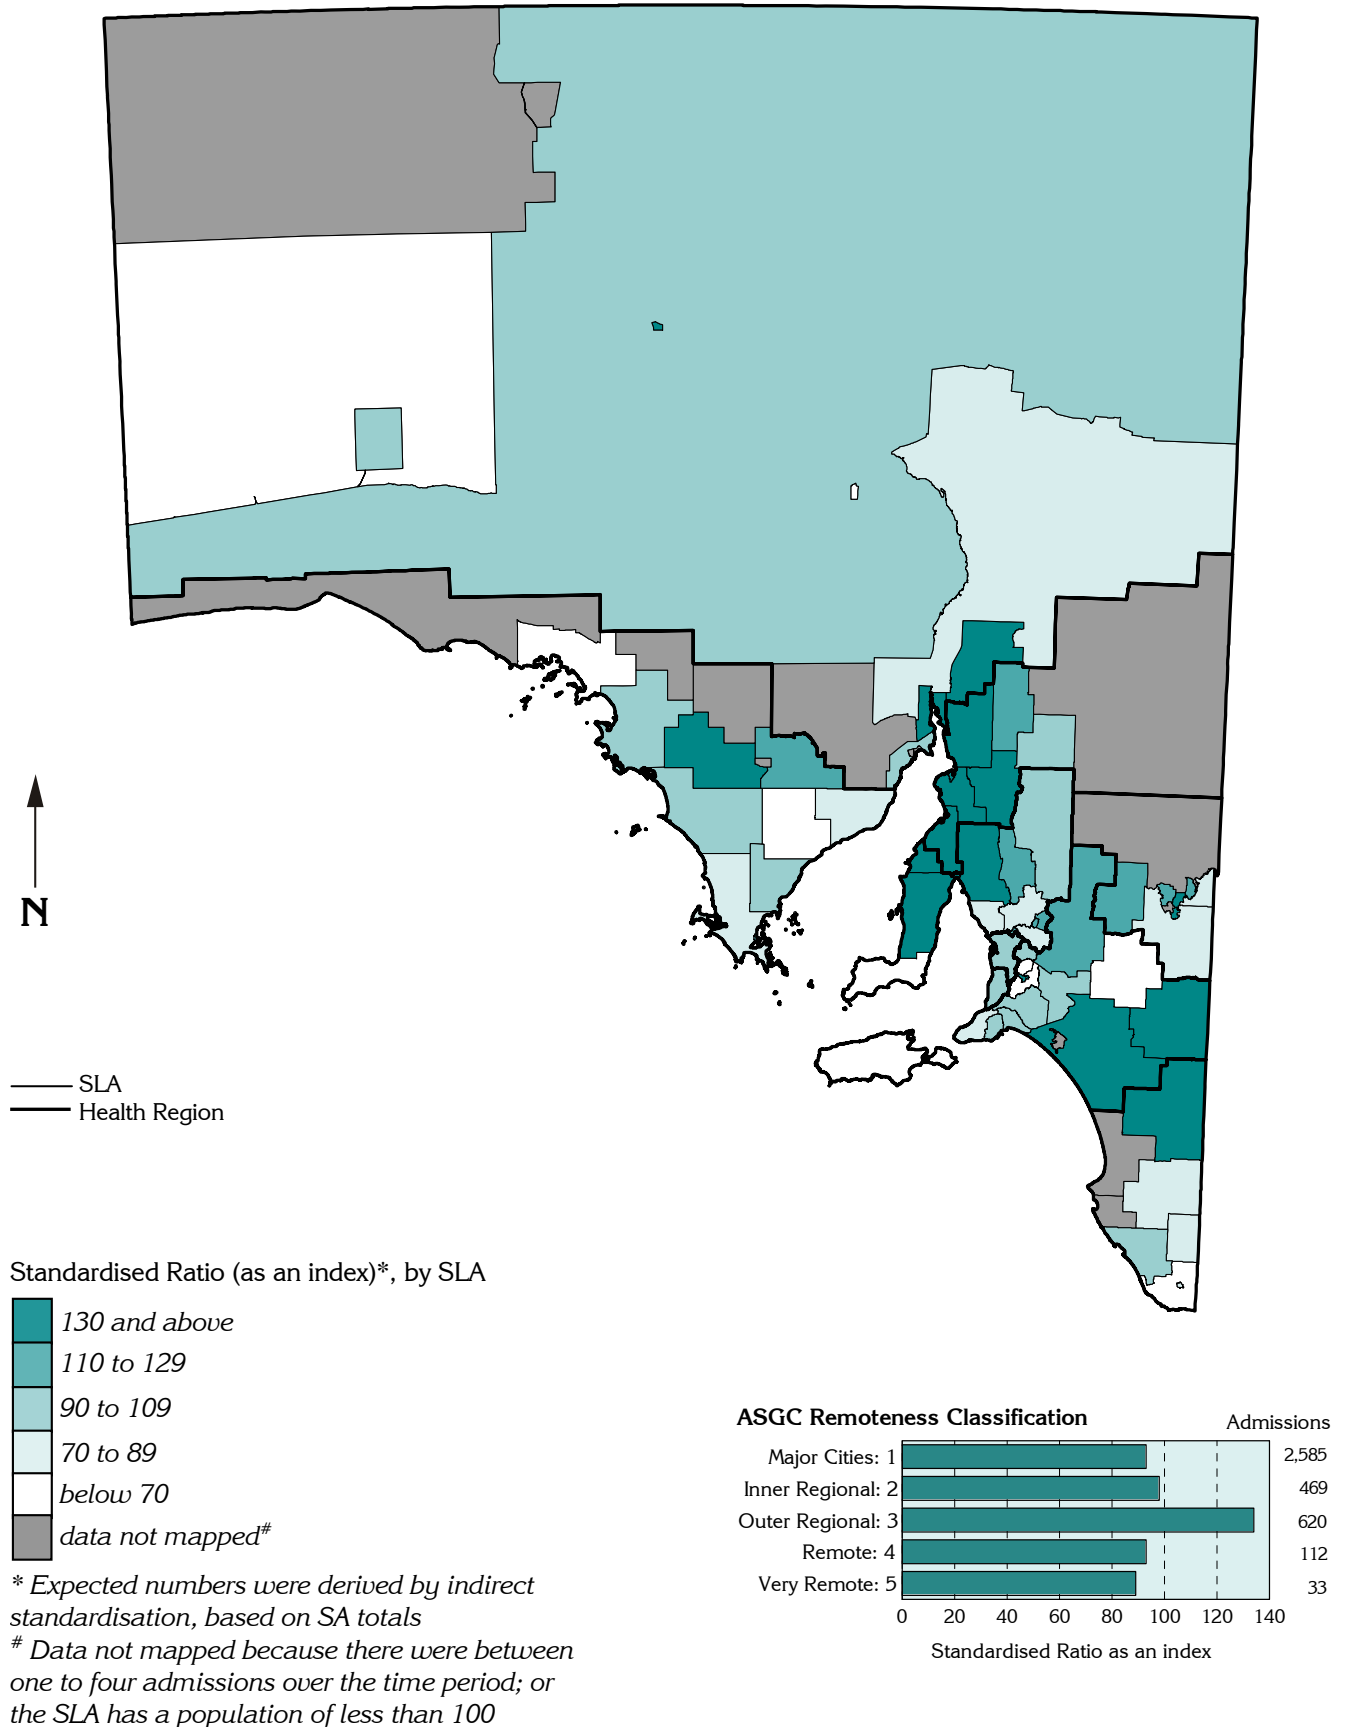 N
SLA
Health Region
Standardised Ratio (as an index)*, by SLA
130 and above
110 to 129
90 to 109
70 to 89
below 70
data not mapped#
* Expected numbers were derived by indirect
standardisation, based on SA totals
# Data not mapped because there were between
one to four admissions over the time period; or
the SLA has a population of less than 100
ASGC Remoteness Classification Admissions
Major Cities: 1 2,585
Inner Regional: 2 469
Outer Regional: 3 620
Remote: 4 112
Very Remote: 5 33
0 20 40 60 80 100 120 140
Standardised Ratio as an index